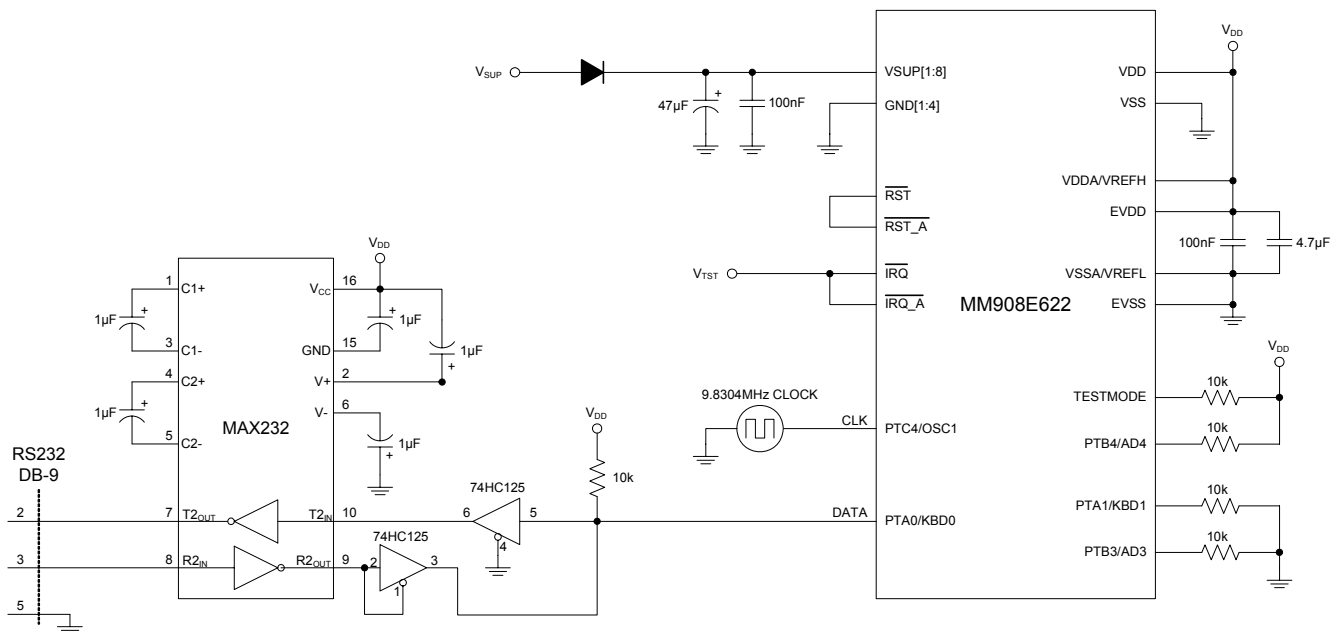 VDD
VSUP
VSUP[1:8]
VDD
47µF
+
100nF
GND[1:4]
VSS
VDDA/VREFH
RST
EVDD
RST_A
100nF
4.7µF
VTST
IRQ
VSSA/VREFL
IRQ_A
MM908E622
EVSS
VDD
1
C1+
VCC
16
1µF
+
+
1µF
3
C1-
GND
15
1µF
+
4
C2+
V+
2
1µF
+
V-
6
MAX232
1µF
+
5
C2-
VDD
10k
TESTMODE
10k
PTB4/AD4
9.8304MHz CLOCK
CLK
PTC4/OSC1
VDD
10k
RS232
DB-9
74HC125
10k
PTA1/KBD1
2
7
T2OUT
T2IN
10
6
5
4
DATA
PTA0/KBD0
10k
PTB3/AD3
74HC125
3
8
R2IN
R2OUT
9
2
3
1
5